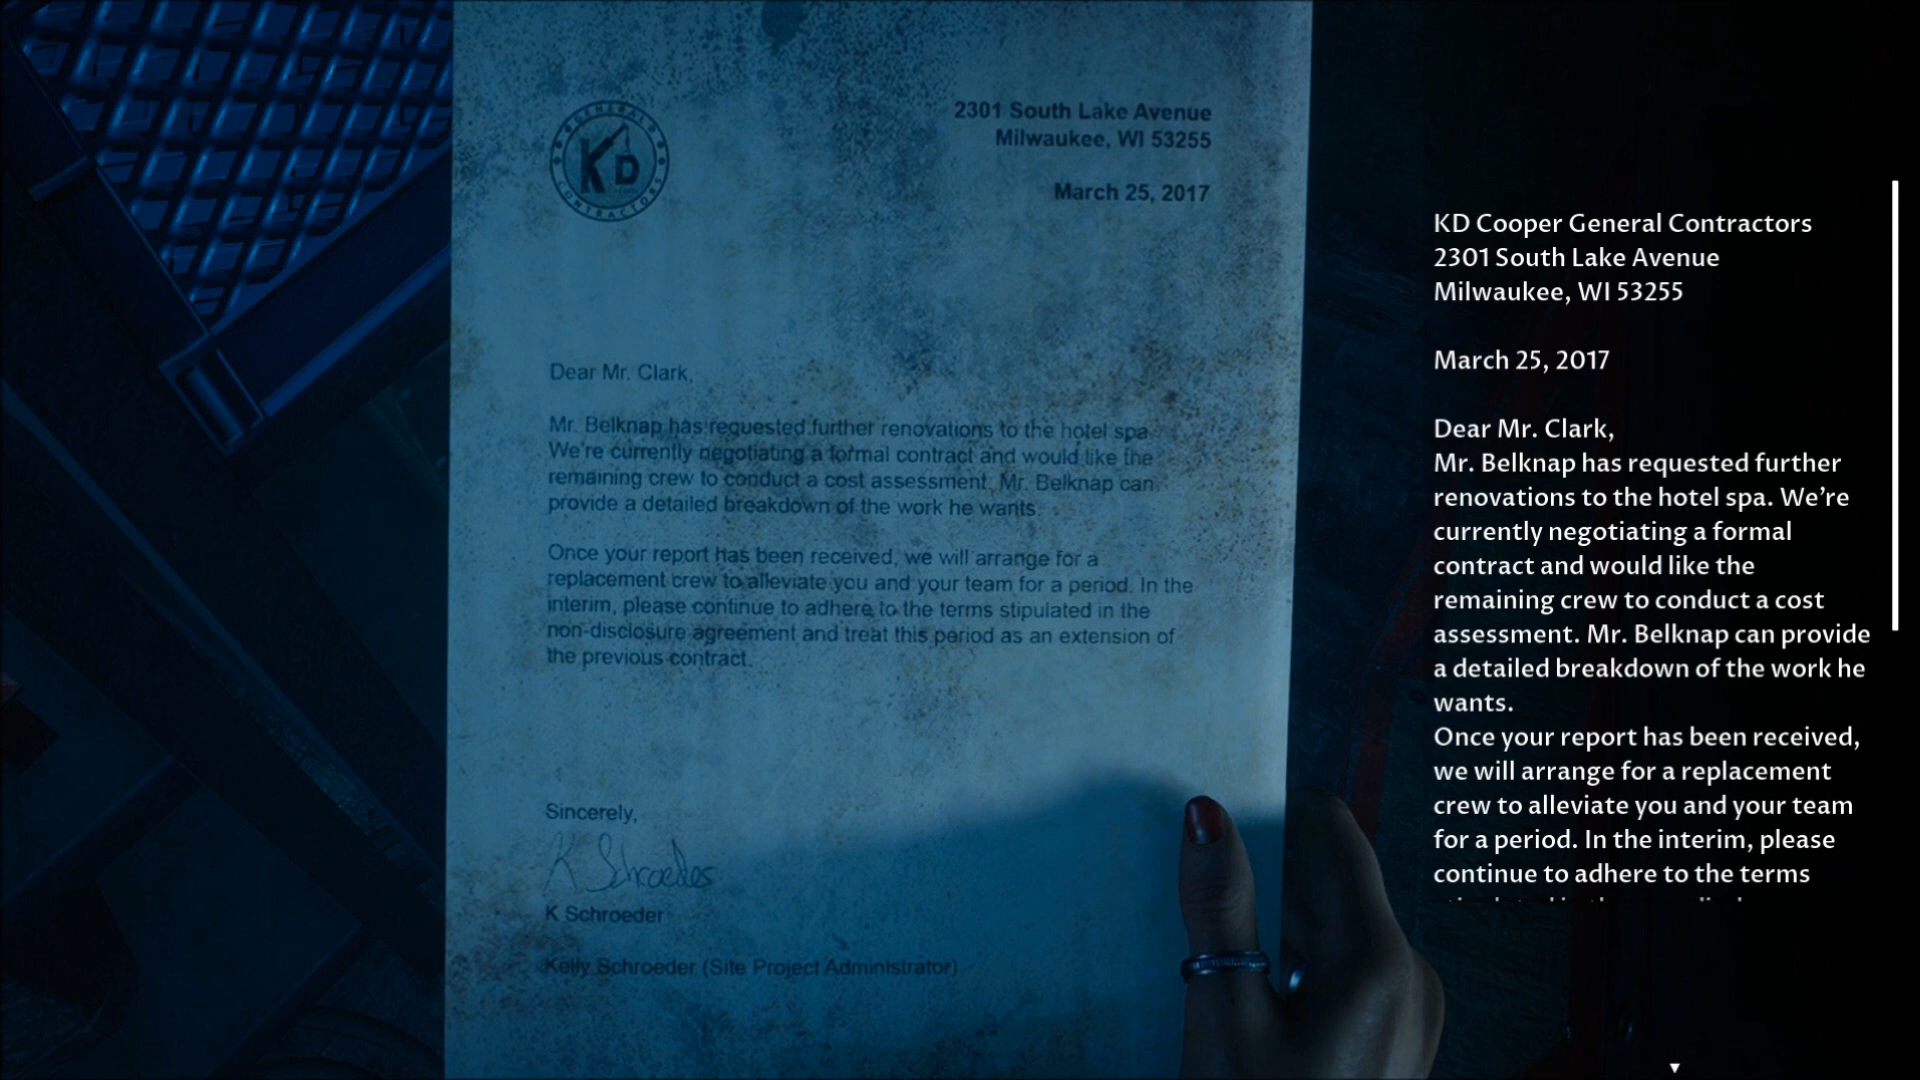 GENERAL
KD
CONTRACTORS
2301 South Lake Avenue
Milwaukee, WI 53255
March 25, 2017
Dear Mr. Clark,
Mr. Belknap has requested further renovations to the hotel spa.
We're currently negotiating a formal contract and would like the
remaining crew to conduct a cost assessment. Mr. Belknap can
provide a detailed breakdown of the work he wants.
Once your report has been received, we will arrange for a
replacement crew to alleviate you and your team for a period. In the
interim, please continue to adhere to the terms stipulated in the
non-disclosure agreement and treat this period as an extension of
the previous contract.
Sincerely,
K Schroeder
K Schroeder
Kelly Schroeder (Site Project Administrator)
KD Cooper General Contractors
2301 South Lake Avenue
Milwaukee, WI 53255
March 25, 2017
Dear Mr. Clark,
Mr. Belknap has requested further
renovations to the hotel spa. We're
currently negotiating a formal
contract and would like the
remaining crew to conduct a cost
assessment. Mr. Belknap can provide
a detailed breakdown of the work he
wants.
Once your report has been received,
we will arrange for a replacement
crew to alleviate you and your team
for a period. In the interim, please
continue to adhere to the terms